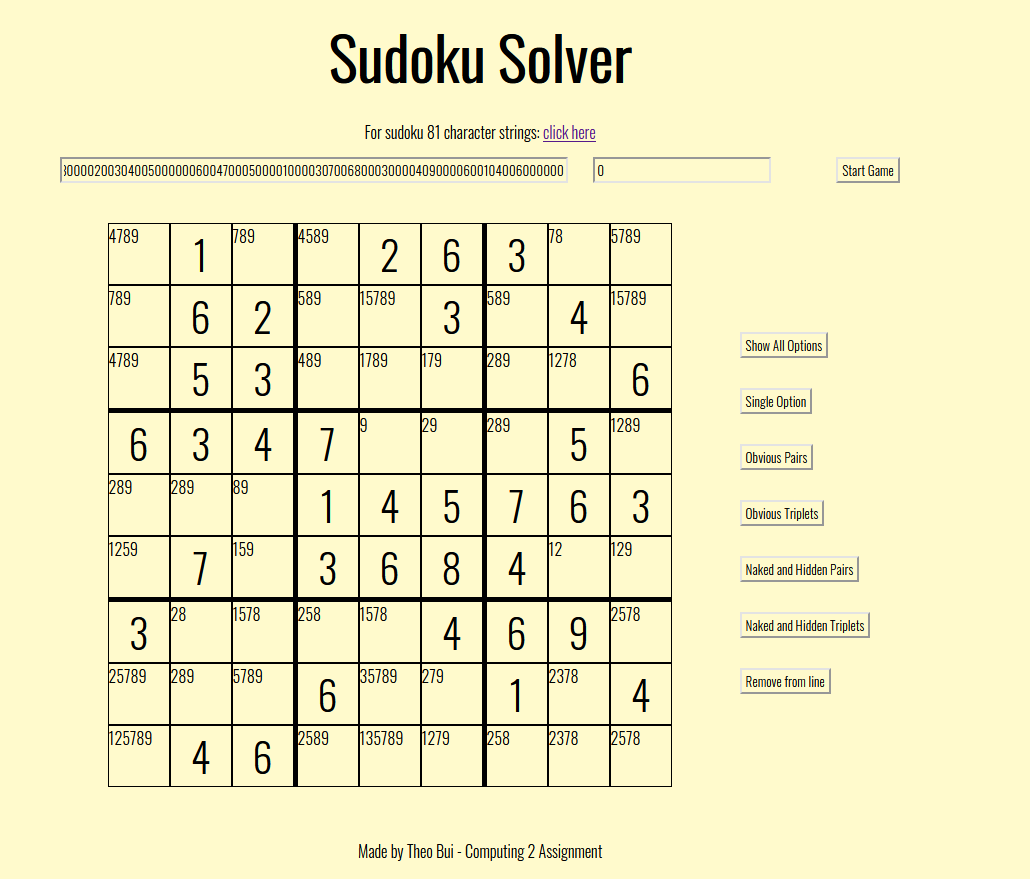 Sudoku Solver
For sudoku 81 character strings: click here
30000200304005000000060047000500001000030700680003000040900000600104006000000 0 Start Game
4789 1 789 4589 2 6 3 78 5789
789 6 2 589 15789 3 589 4 15789
4789 5 3 489 1789 179 289 1278 6
6 3 4 7 9 29 289 5 1289
289 289 89 1 4 5 7 6 3
1259 7 159 3 6 8 4 12 129
3 28 1578 258 1578 4 6 9 2578
25789 289 5789 6 35789 279 1 2378 4
125789 4 6 2589 135789 1279 258 2378 2578
Show All Options
Single Option
Obvious Pairs
Obvious Triplets
Naked and Hidden Pairs
Naked and Hidden Triplets
Remove from line
Made by Theo Bui - Computing 2 Assignment